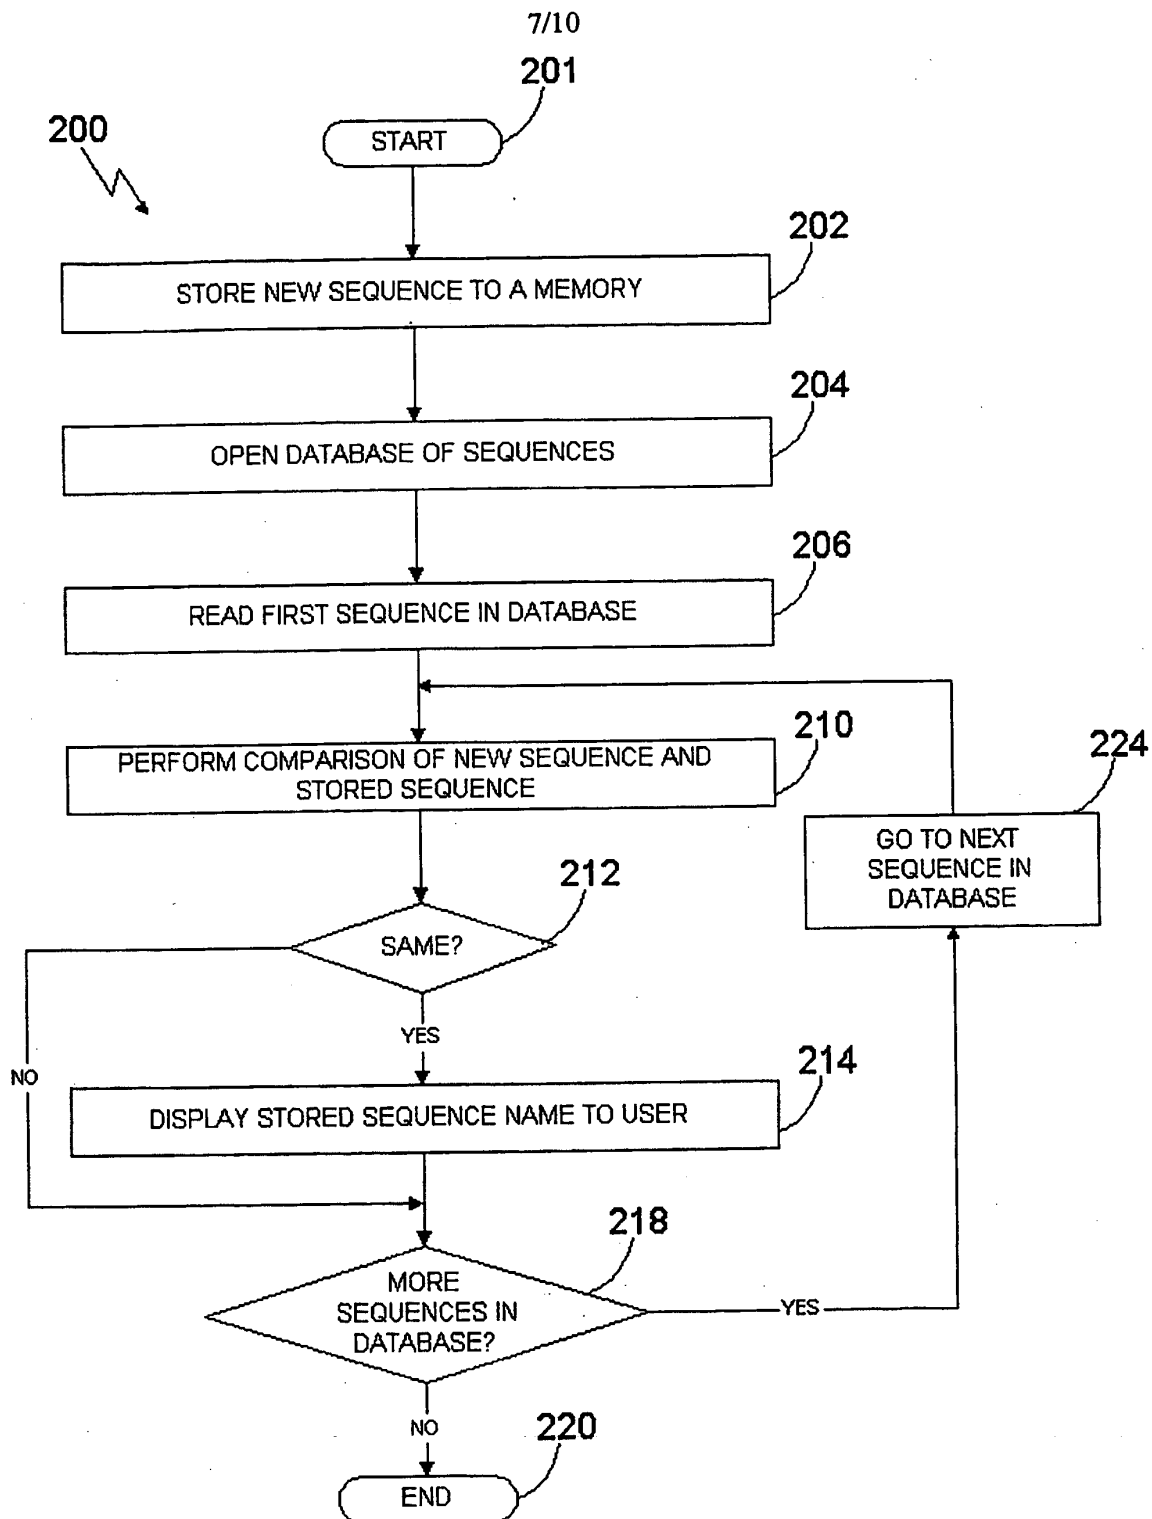 7/10
201
200
START
202
STORE NEW SEQUENCE TO A MEMORY
204
OPEN DATABASE OF SEQUENCES
206
READ FIRST SEQUENCE IN DATABASE
210
PERFORM COMPARISON OF NEW SEQUENCE AND
STORED SEQUENCE
224
GO TO NEXT
SEQUENCE IN
DATABASE
212
SAME?
YES
NO
214
DISPLAY STORED SEQUENCE NAME TO USER
218
MORE
SEQUENCES IN
DATABASE?
YES
NO
220
END